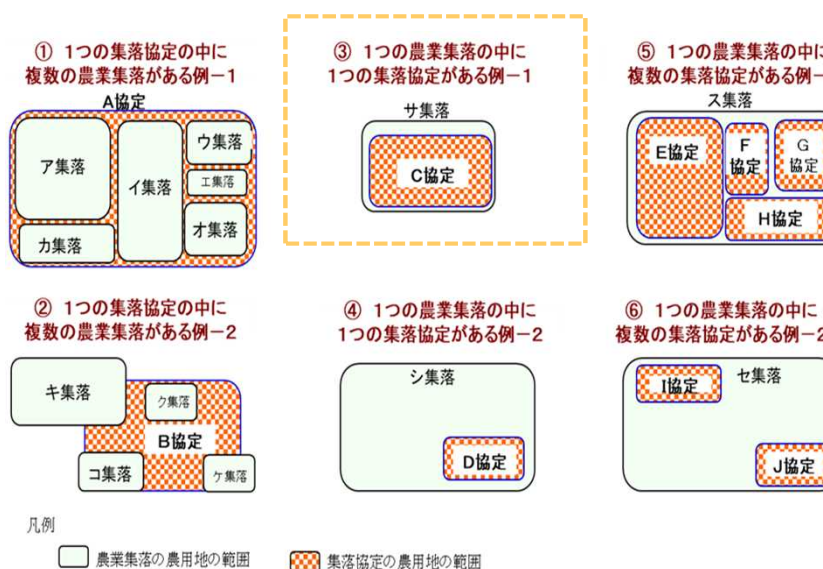 ① 1つの集落協定の中に
複数の農業集落がある例－1
A協定
ア集落
イ集落
ウ集落
エ集落
オ集落
カ集落
③ 1つの農業集落の中に
1つの集落協定がある例－1
サ集落
C協定
⑤ 1つの農業集落の中に
複数の集落協定がある例－
ス集落
E協定
F
協定
G
協定
H協定
② 1つの集落協定の中に
複数の農業集落がある例－2
キ集落
ク集落
B協定
コ集落
ケ集落
④ 1つの農業集落の中に
1つの集落協定がある例－2
シ集落
D協定
⑥ 1つの農業集落の中に
複数の集落協定がある例－2
I協定
セ集落
J協定
凡例
農業集落の農用地の範囲
集落協定の農用地の範囲